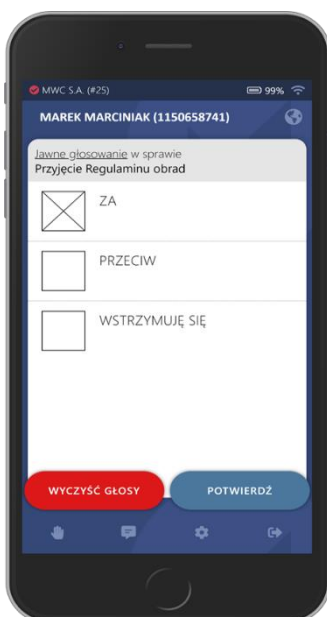 MWC S.A. (#25) 99%
MAREK MARCINIAK (1150658741)
Jawne głosowanie w sprawie
Przyjęcie Regulaminu obrad
ZA
PRZECIW
WSTRZYMUJĘ SIĘ
WYCZYŚĆ GŁOSY POTWIERDŹ